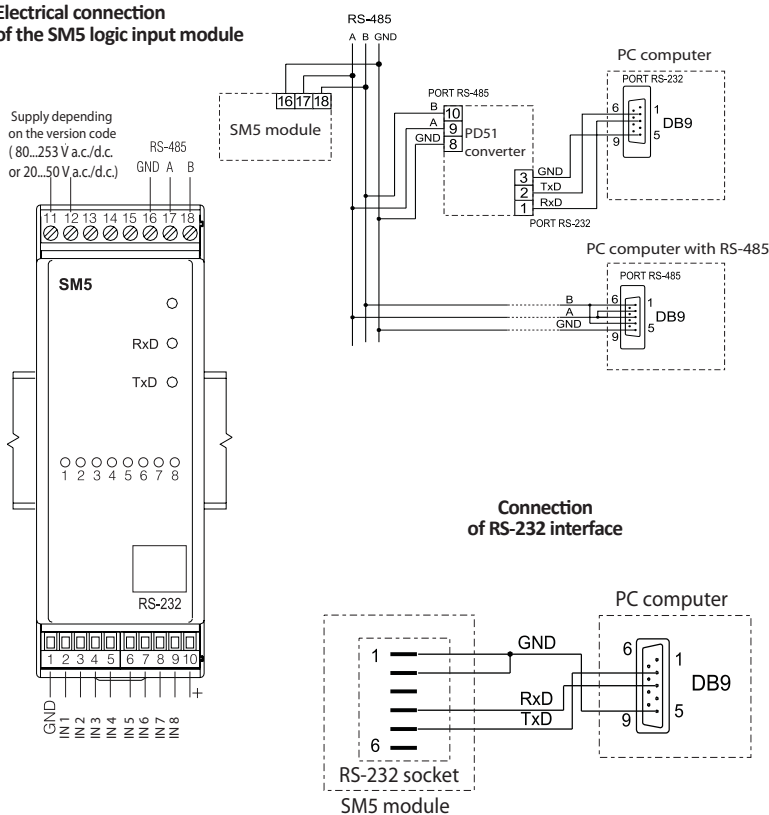 Electrical connection
of the SM5 logic input module
Supply depending
on the version code
( 80...253 V a.c./d.c.
or 20...50 V a.c./d.c.)
RS-485
GND A B
11 12 13 14 15 16 17 18
SM5
RxD
TxD
1 2 3 4 5 6 7 8
RS-232
1 2 3 4 5 6 7 8 9 10
GND
IN 1
IN 2
IN 3
IN 4
IN 5
IN 6
IN 7
IN 8
+
RS-485
A B GND
16 17 18
SM5 module
PORT RS-485
B 10
A 9
GND 8
PD51
converter
3 GND
2 TxD
1 RxD
PORT RS-232
PC computer
PORT RS-232
6 1
DB9
9 5
PC computer with RS-485
PORT RS-485
B
A
GND
6 1
DB9
9 5
Connection
of RS-232 interface
PC computer
1
GND
RxD
TxD
6
6 1
DB9
9 5
RS-232 socket
SM5 module